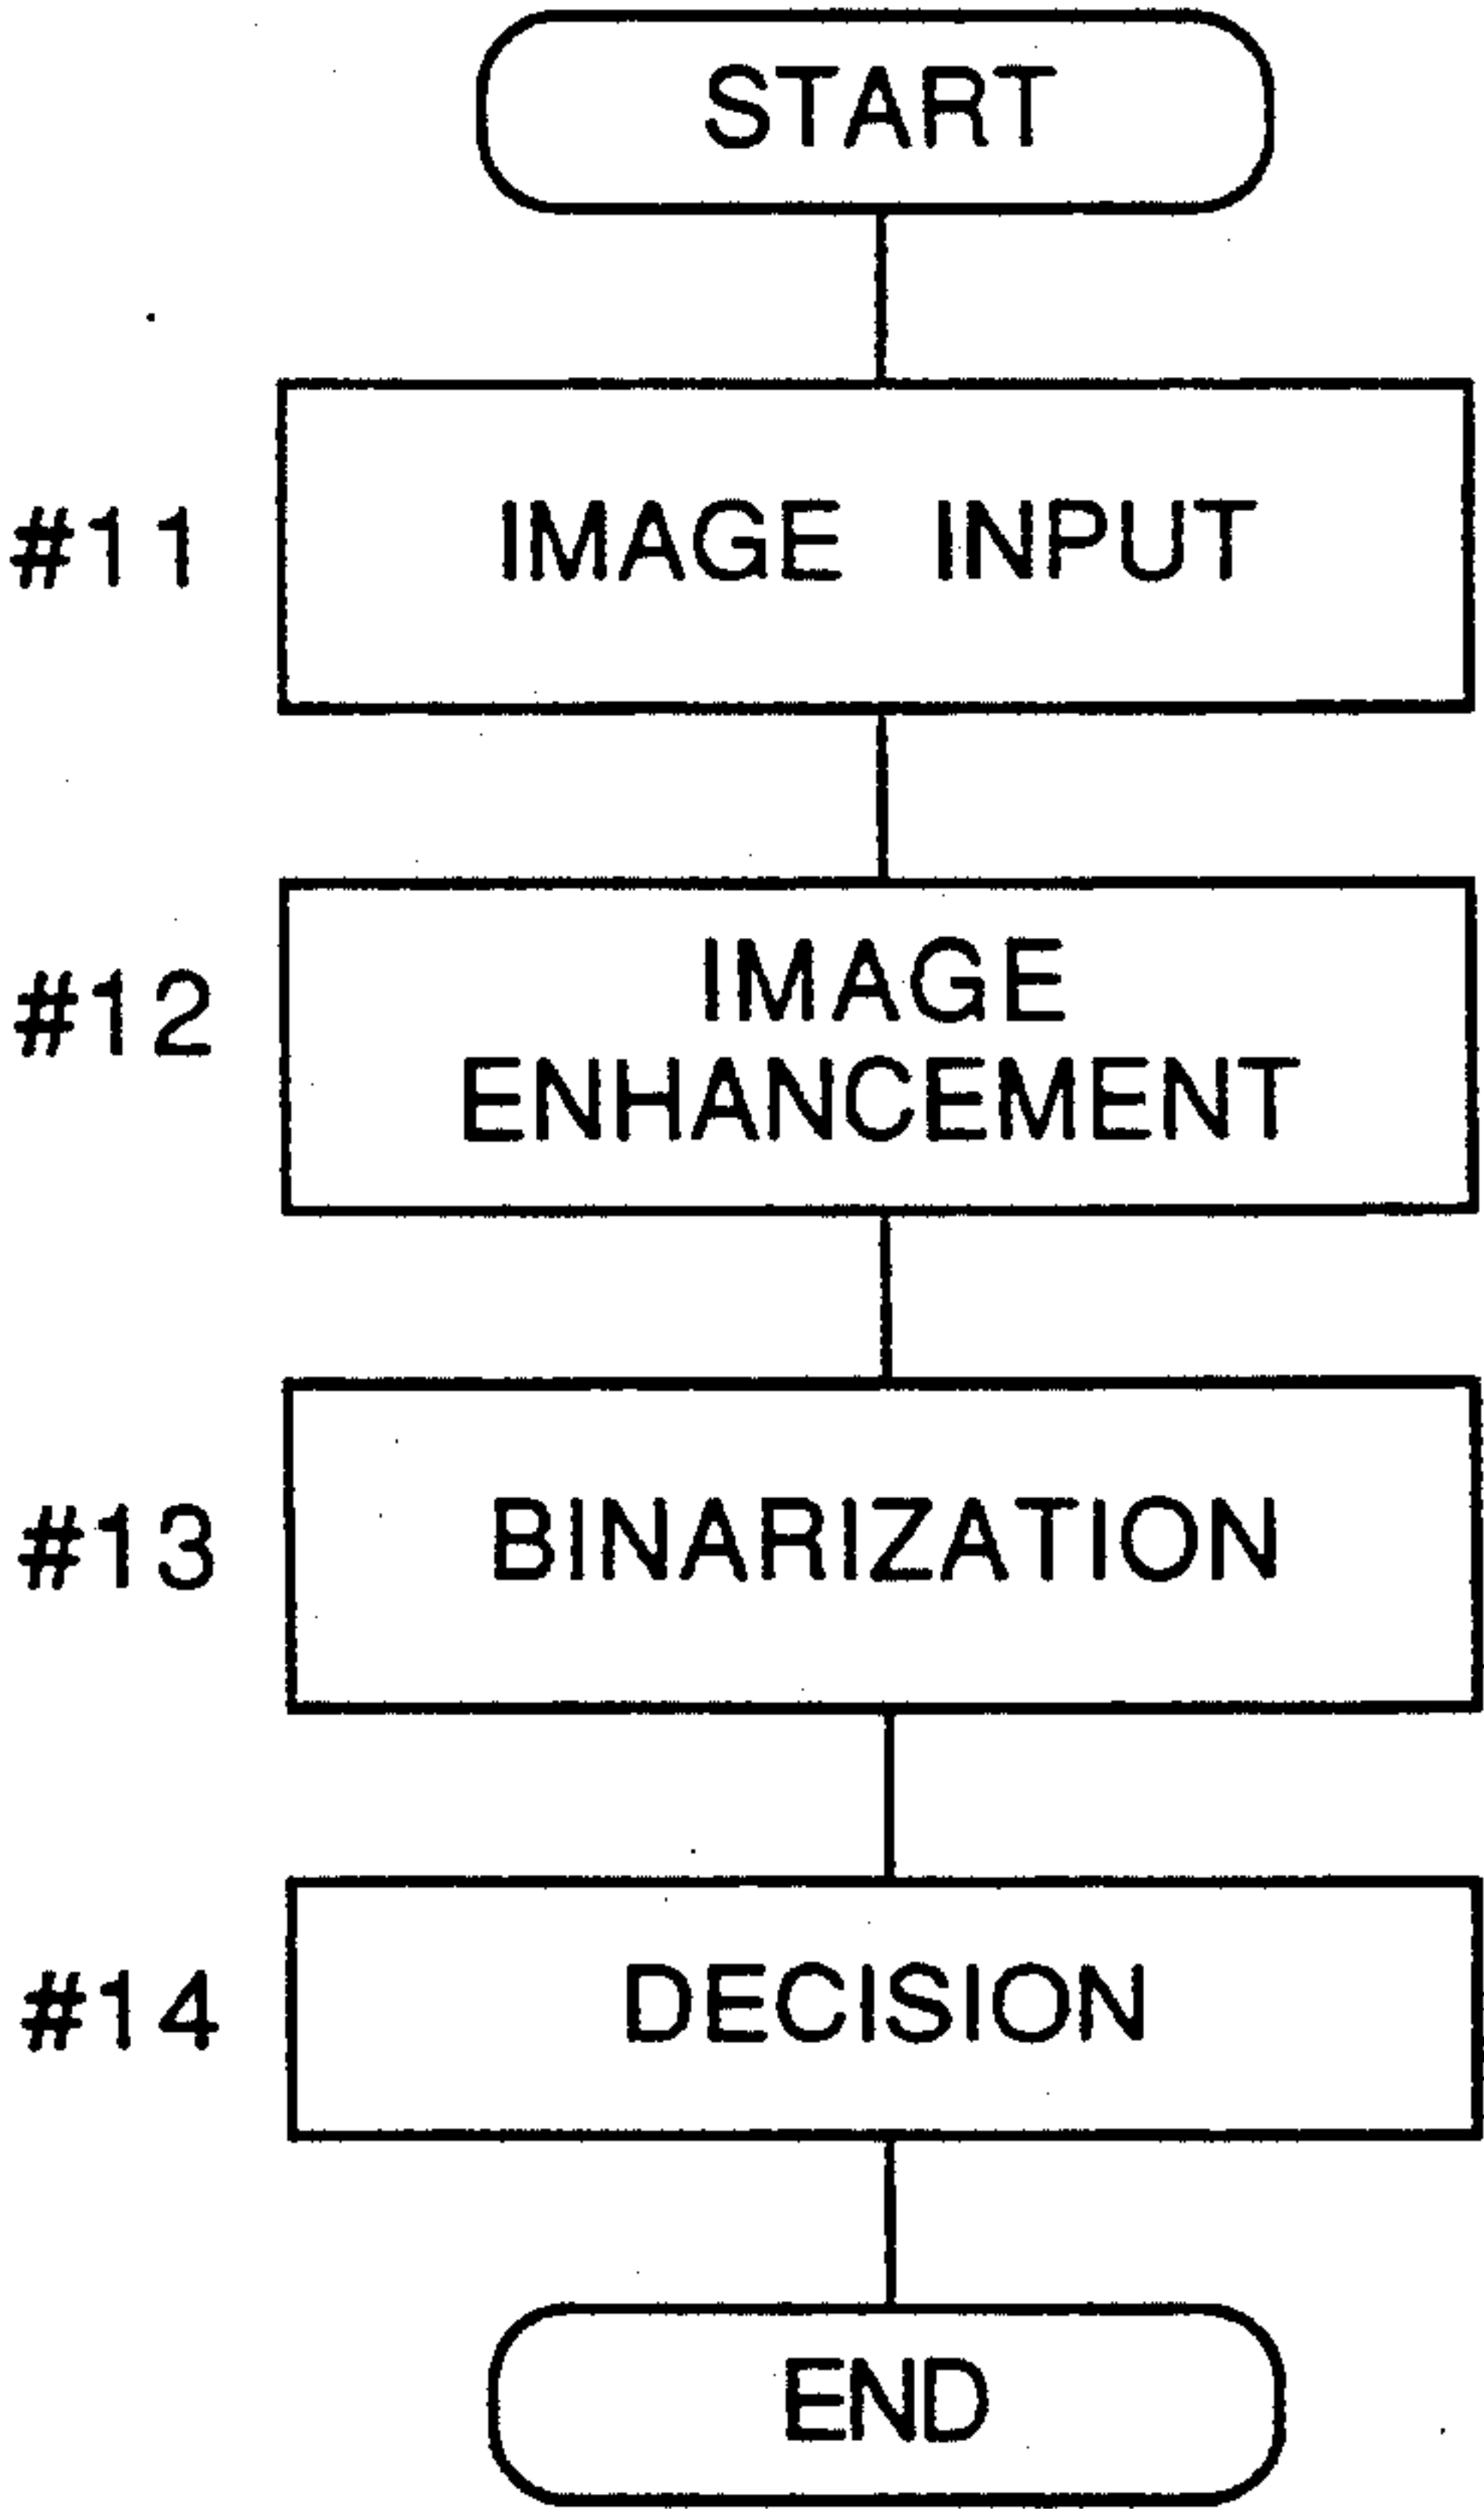 START
#11 IMAGE INPUT
#12 IMAGE
ENHANCEMENT
#13 BINARIZATION
#14 DECISION
END